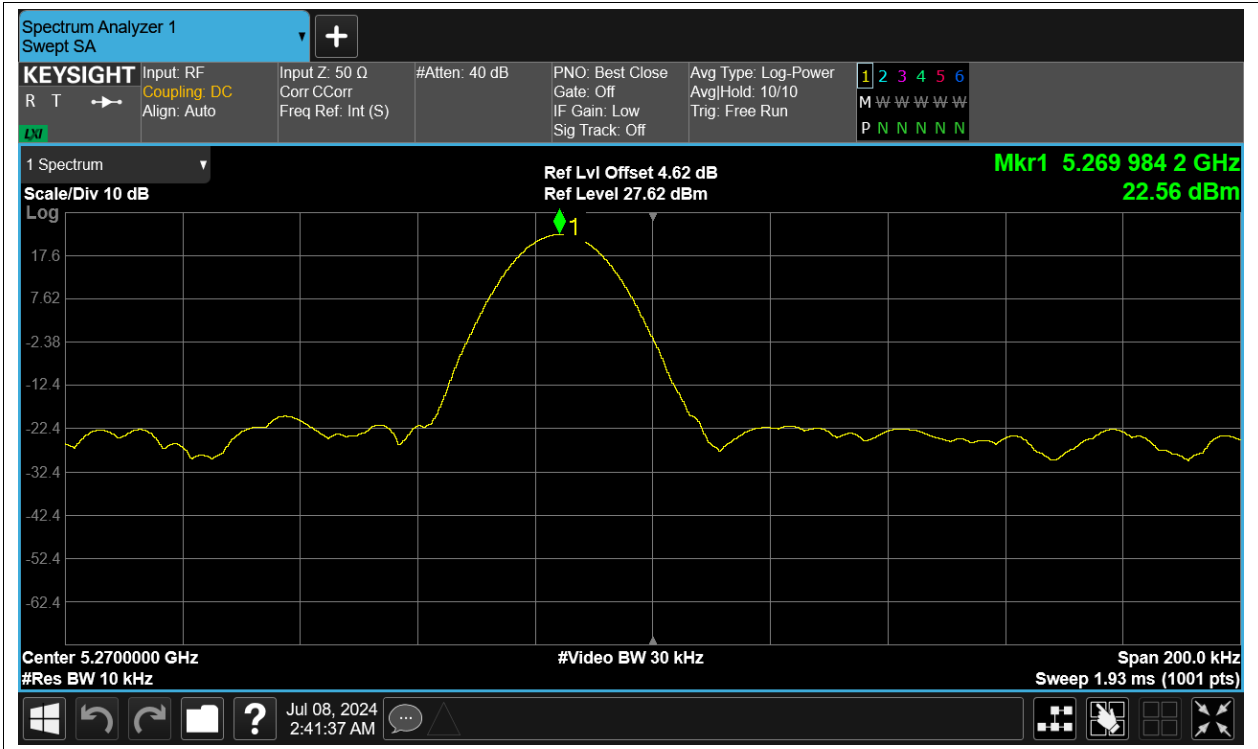 Spectrum Analyzer 1
Swept SA
+
KEYSIGHT
R T
LXI
Input: RF
Coupling: DC
Align: Auto
Input Z: 50 Ω
Corr CCorr
Freq Ref: Int (S)
#Atten: 40 dB
PNO: Best Close
Gate: Off
IF Gain: Low
Sig Track: Off
Avg Type: Log-Power
Avg|Hold: 10/10
Trig: Free Run
1 2 3 4 5 6
M W W W W W
P N N N N N
1 Spectrum
Scale/Div 10 dB
Log
Ref Lvl Offset 4.62 dB
Ref Level 27.62 dBm
Mkr1 5.269 984 2 GHz
22.56 dBm
1
17.6
7.62
-2.38
-12.4
-22.4
-32.4
-42.4
-52.4
-62.4
Center 5.2700000 GHz
#Res BW 10 kHz
#Video BW 30 kHz
Span 200.0 kHz
Sweep 1.93 ms (1001 pts)
?
Jul 08, 2024
2:41:37 AM